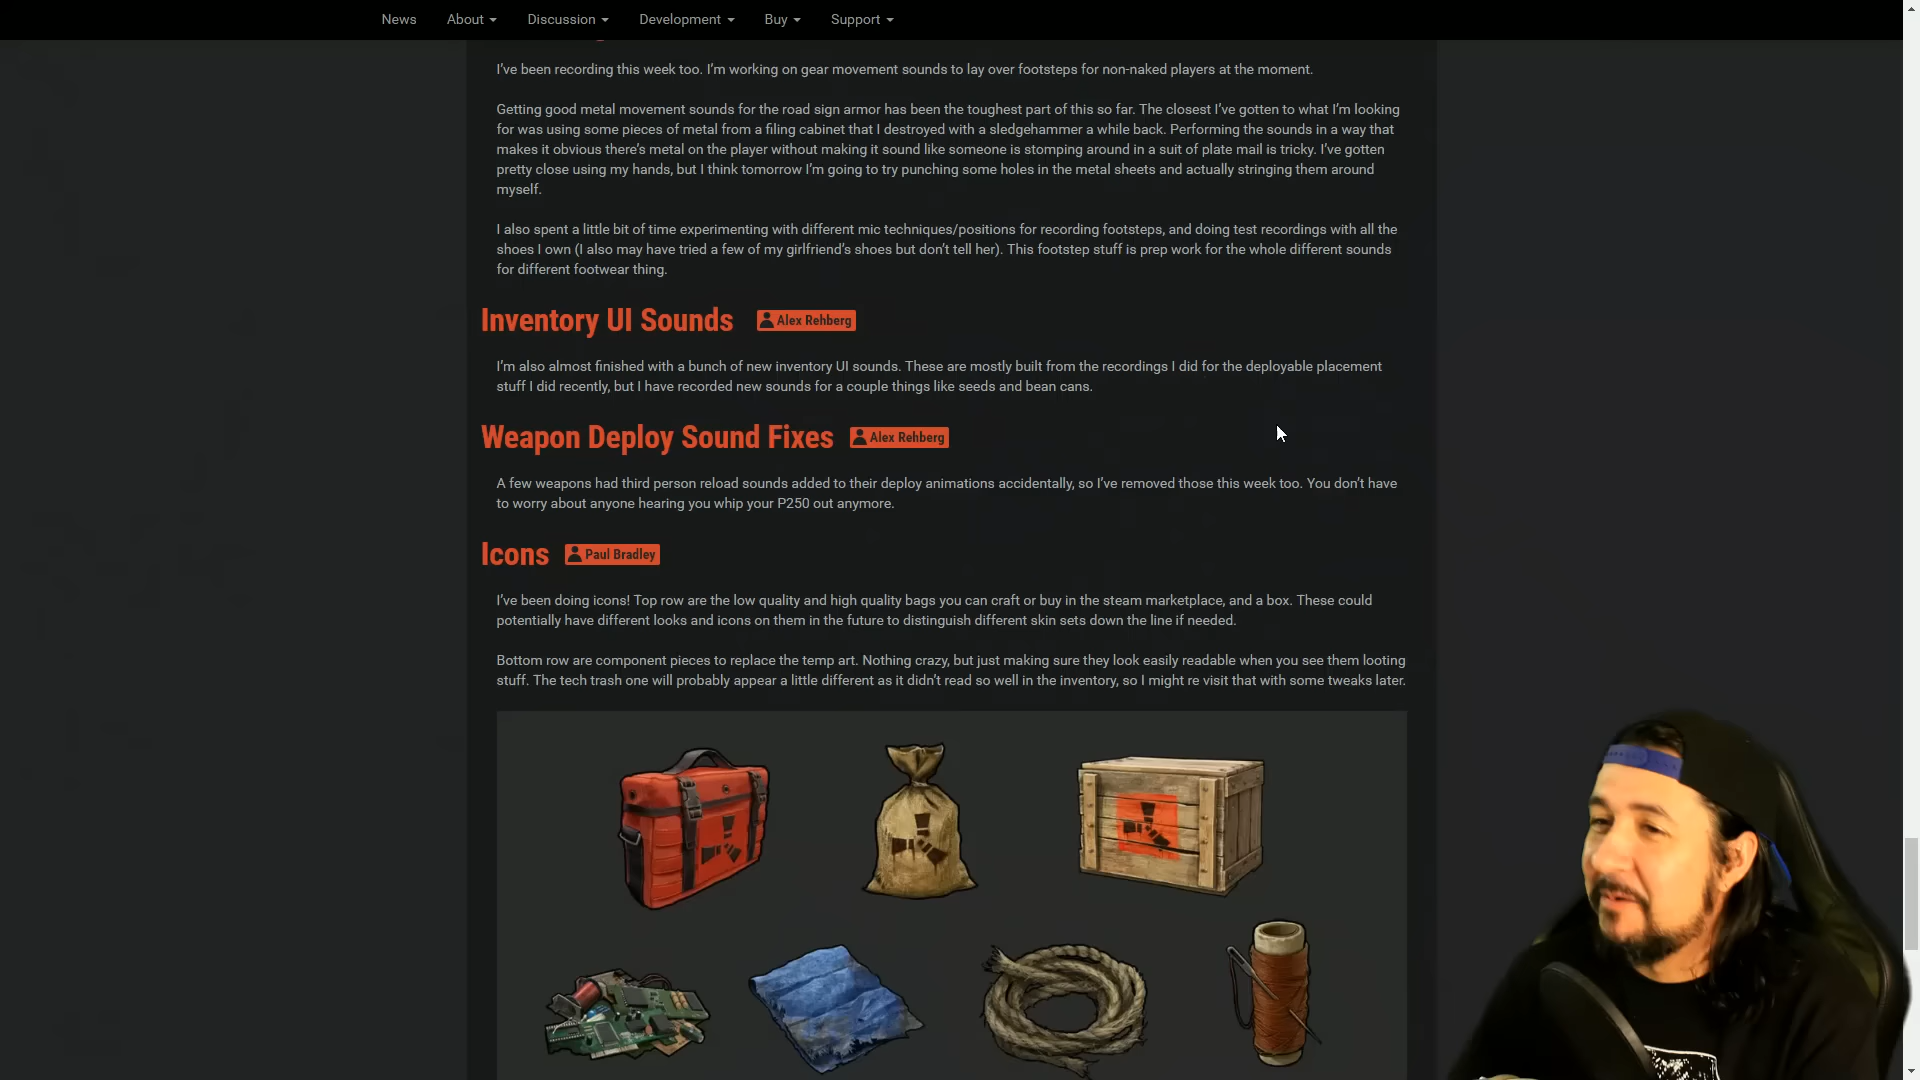 News About Discussion Development Buy Support
I’ve been recording this week too. I’m working on gear movement sounds to lay over footsteps for non-naked players at the moment.
Getting good metal movement sounds for the road sign armor has been the toughest part of this so far. The closest I’ve gotten to what I’m looking
for was using some pieces of metal from a filing cabinet that I destroyed with a sledgehammer a while back. Performing the sounds in a way that
makes it obvious there’s metal on the player without making it sound like someone is stomping around in a suit of plate mail is tricky. I’ve gotten
pretty close using my hands, but I think tomorrow I’m going to try punching some holes in the metal sheets and actually stringing them around
myself.
I also spent a little bit of time experimenting with different mic techniques/positions for recording footsteps, and doing test recordings with all the
shoes I own (I also may have tried a few of my girlfriend’s shoes but don’t tell her). This footstep stuff is prep work for the whole different sounds
for different footwear thing.
Inventory UI Sounds Alex Rehberg
I’m also almost finished with a bunch of new inventory UI sounds. These are mostly built from the recordings I did for the deployable placement
stuff I did recently, but I have recorded new sounds for a couple things like seeds and bean cans.
Weapon Deploy Sound Fixes Alex Rehberg
A few weapons had third person reload sounds added to their deploy animations accidentally, so I’ve removed those this week too. You don’t have
to worry about anyone hearing you whip your P250 out anymore.
Icons Paul Bradley
I’ve been doing icons! Top row are the low quality and high quality bags you can craft or buy in the steam marketplace, and a box. These could
potentially have different looks and icons on them in the future to distinguish different skin sets down the line if needed.
Bottom row are component pieces to replace the temp art. Nothing crazy, but just making sure they look easily readable when you see them looting
stuff. The tech trash one will probably appear a little different as it didn’t read so well in the inventory, so I might re visit that with some tweaks later.